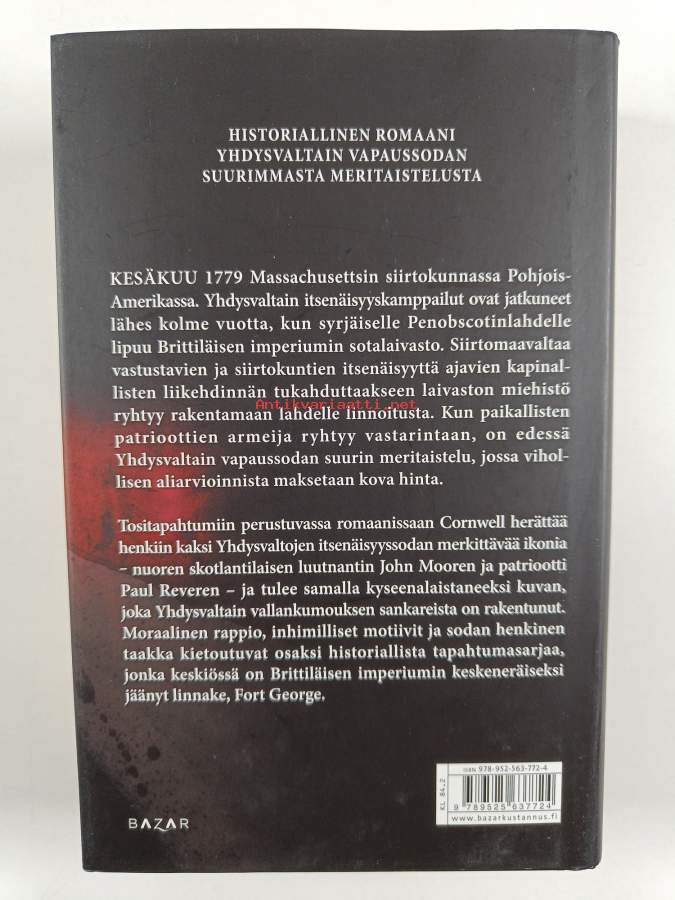 HISTORIALLINEN ROMAANI
YHDYSVALTAIN VAPAUSSODAN
SUURIMMASTA MERITAISTELUSTA
KESÄKUU 1779 Massachusettsin siirtokunnassa Pohjois-
Amerikassa. Yhdysvaltain itsenäisyyskamppailut ovat jatkuneet
lähes kolme vuotta, kun syrjäiselle Penobscotinlahdelle
lipuu Brittiläisen imperiumin sotalaivasto. Siirtomaavaltaa
vastustavien ja siirtokuntien itsenäisyyttä ajavien kapinal-
listen liikehdinnän tukahduttaakseen laivaston miehistö
ryhtyy rakentamaan lahdelle linnoitusta. Kun paikallisten
Antikvariaatti.net
patrioottien armeija ryhtyy vastarintaan, on edessä
Yhdysvaltain vapaussodan suurin meritaistelu, jossa vihol-
lisen aliarvioinnista maksetaan kova hinta.
Tositapahtumiin perustuvassa romaanissaan Cornwell herättää
henkiin kaksi Yhdysvaltojen itsenäisyyssodan merkittävää ikonia
– nuoren skotlantilaisen luutnantin John Mooren ja patriootti
Paul Reveren – ja tulee samalla kyseenalaistaneeksi kuvan,
joka Yhdysvaltain vallankumouksen sankareista on rakentunut.
Moraalinen rappio, inhimilliset motiivit ja sodan henkinen
taakka kietoutuvat osaksi historiallista tapahtumasarjaa,
jonka keskiössä on Brittiläisen imperiumin keskeneräiseksi
jäänyt linnake, Fort George.
ISBN 978-952-563-772-4
KL 84.2
9 789525 637724
www.bazarkustannus.fi
BAZAR